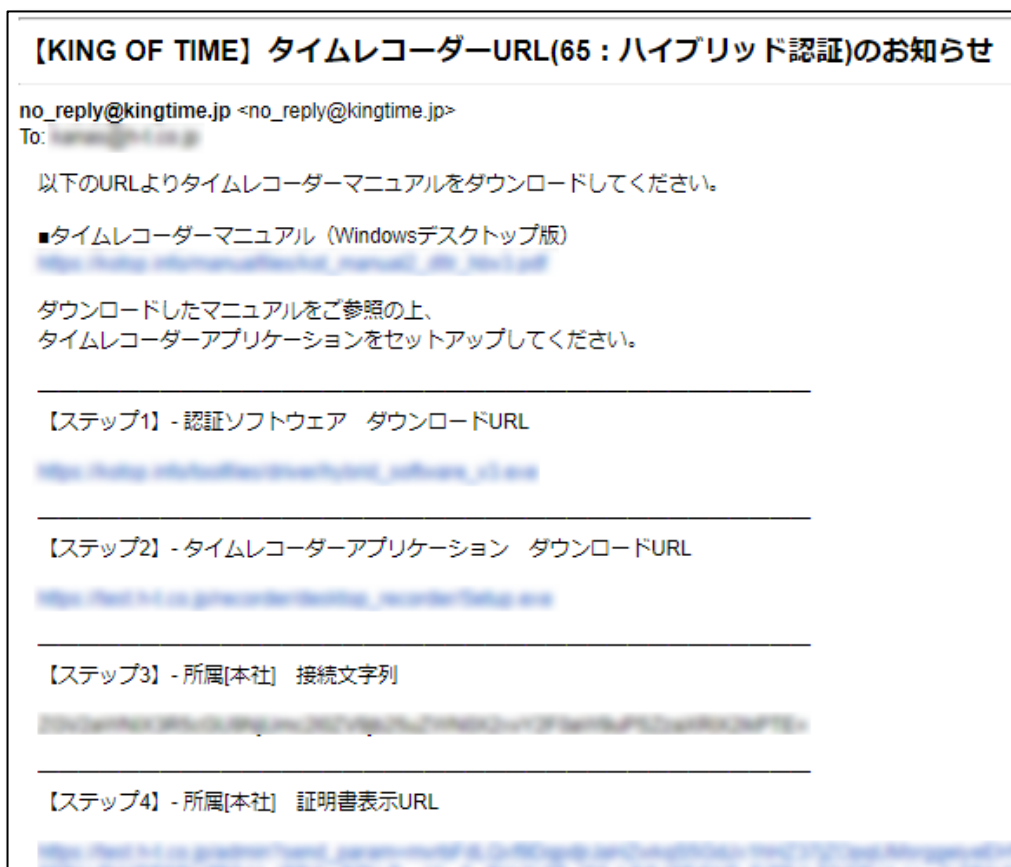 【KING OF TIME】タイムレコーダーURL(65：ハイブリッド認証)のお知らせ
no_reply@kingtime.jp <no_reply@kingtime.jp>
To:
以下のURLよりタイムレコーダーマニュアルをダウンロードしてください。
■タイムレコーダーマニュアル（Windowsデスクトップ版）
ダウンロードしたマニュアルをご参照の上、
タイムレコーダーアプリケーションをセットアップしてください。
【ステップ1】- 認証ソフトウェア　ダウンロードURL
【ステップ2】- タイムレコーダーアプリケーション　ダウンロードURL
【ステップ3】- 所属[本社]　接続文字列
【ステップ4】- 所属[本社]　証明書表示URL